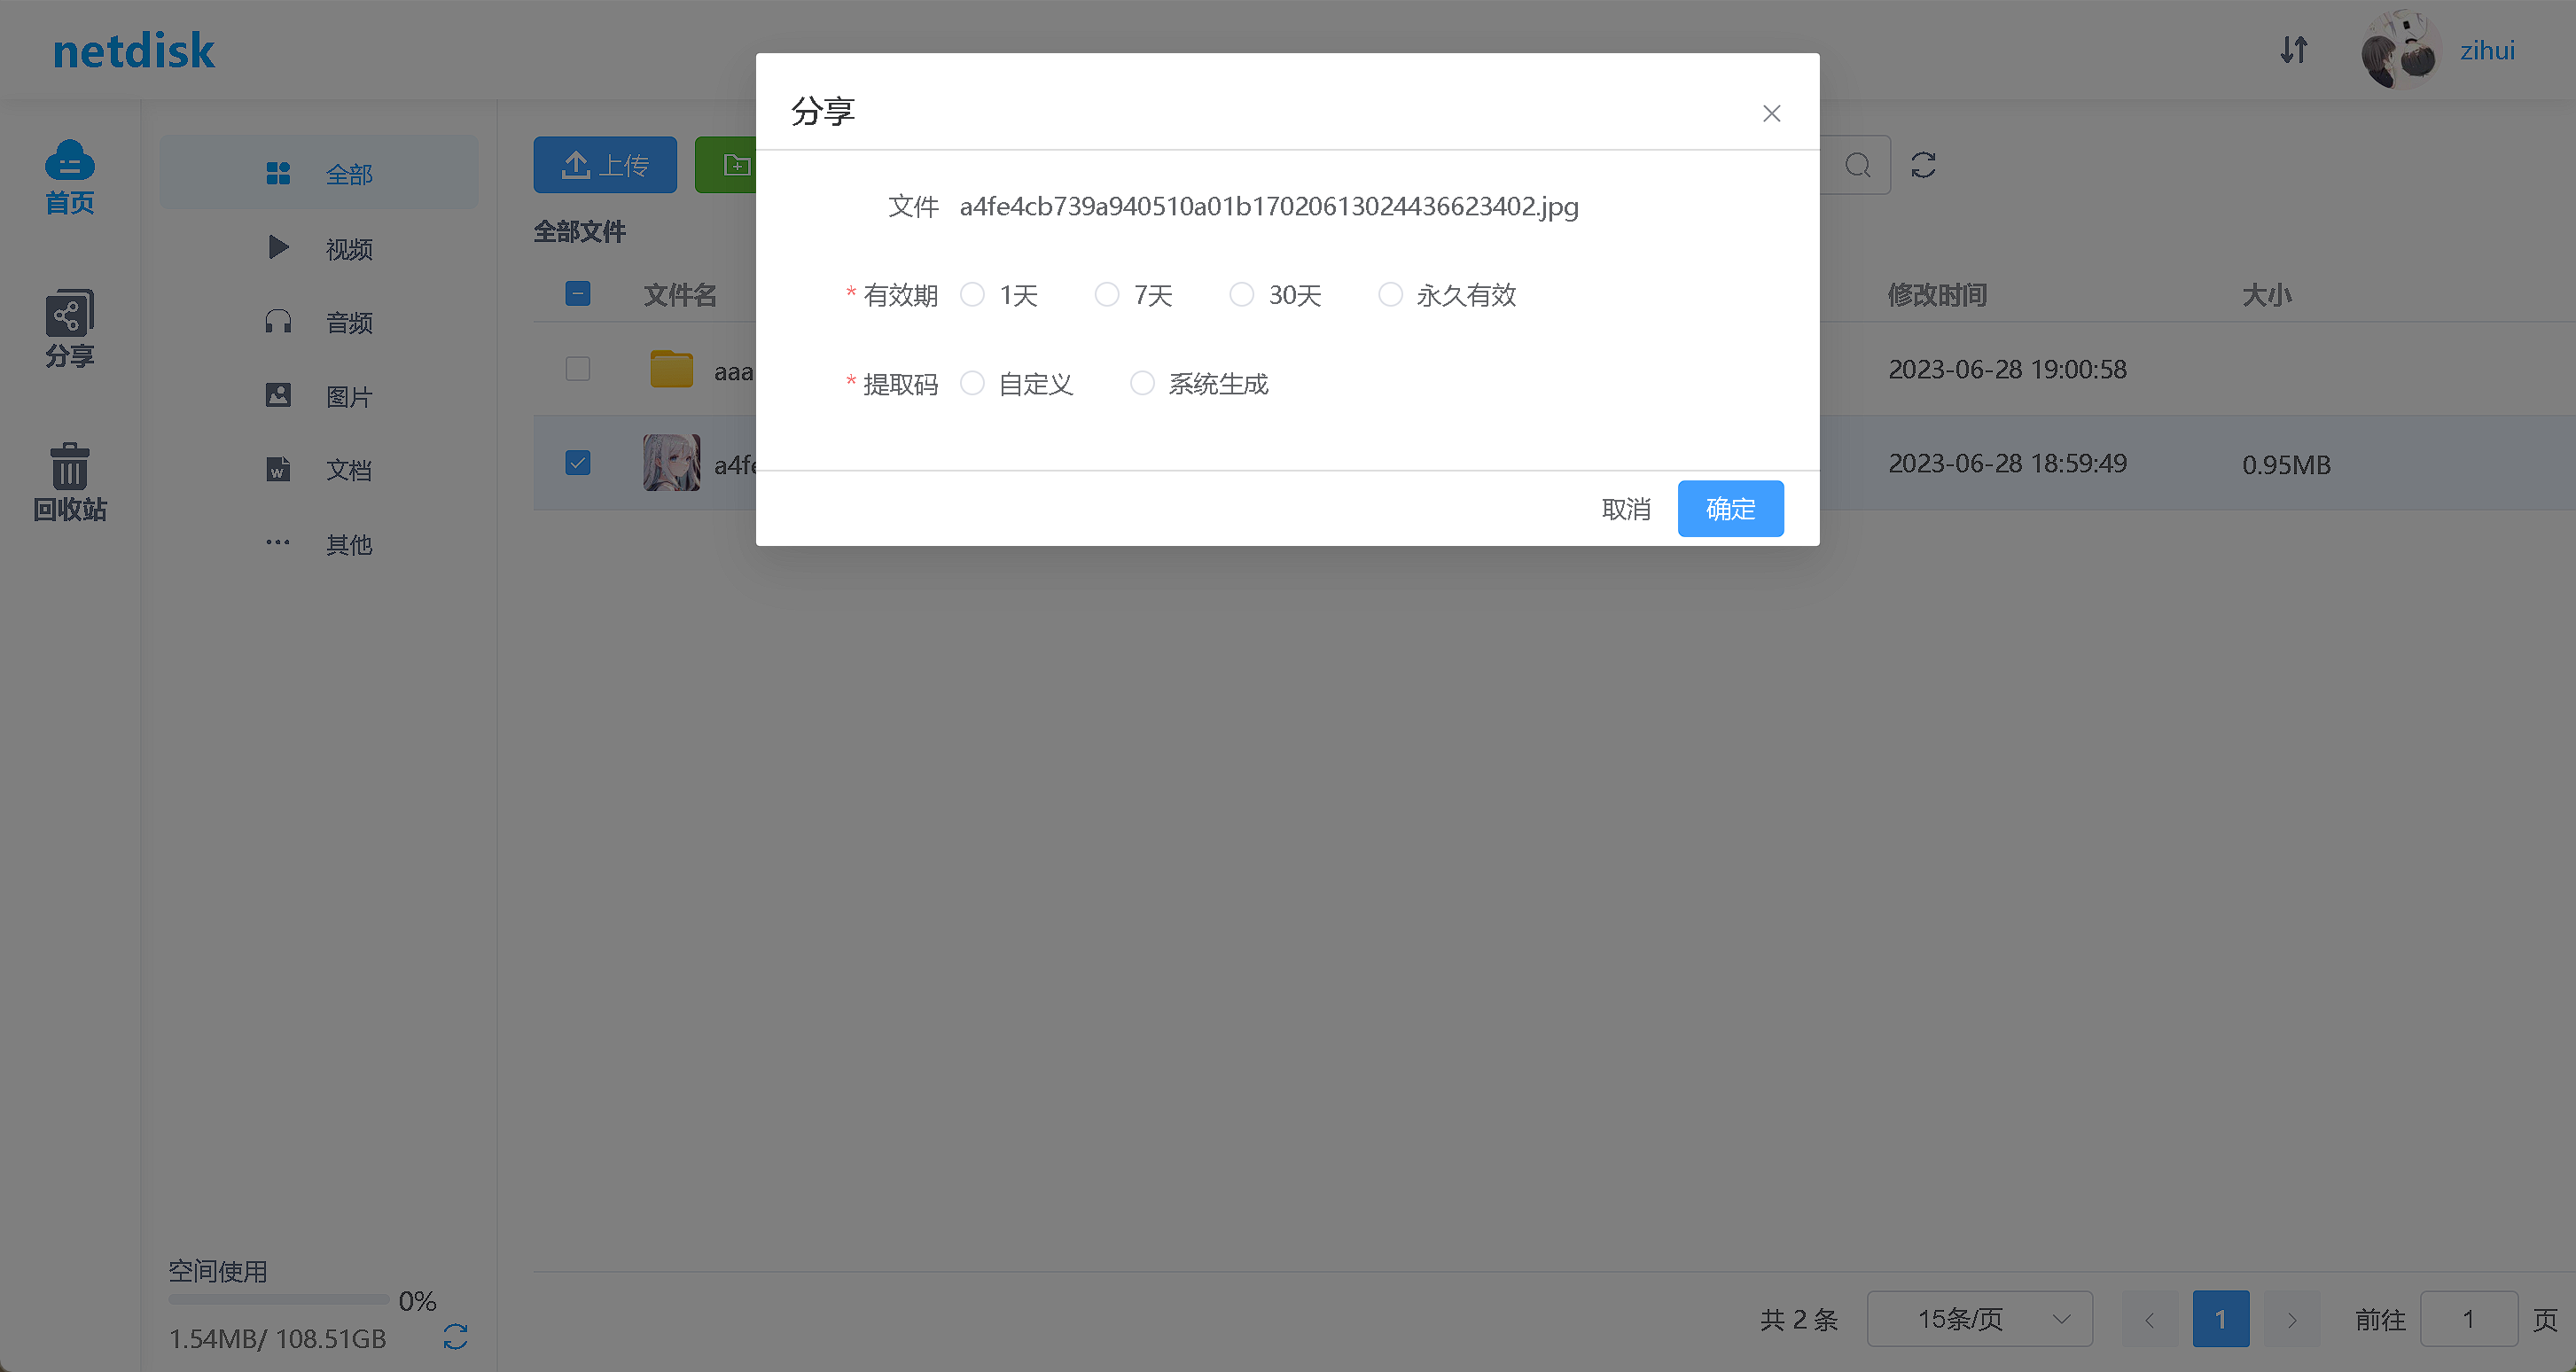 netdisk
zihui
首页
分享
回收站
全部
视频
音频
图片
文档
其他
空间使用
0%
1.54MB/ 108.51GB
上传
全部文件
文件名 修改时间 大小
aaa 2023-06-28 19:00:58
a4fe 2023-06-28 18:59:49 0.95MB
分享
文件 a4fe4cb739a940510a01b17020613024436623402.jpg
* 有效期 1天 7天 30天 永久有效
* 提取码 自定义 系统生成
取消 确定
共 2 条 15条/页 1 前往 1 页